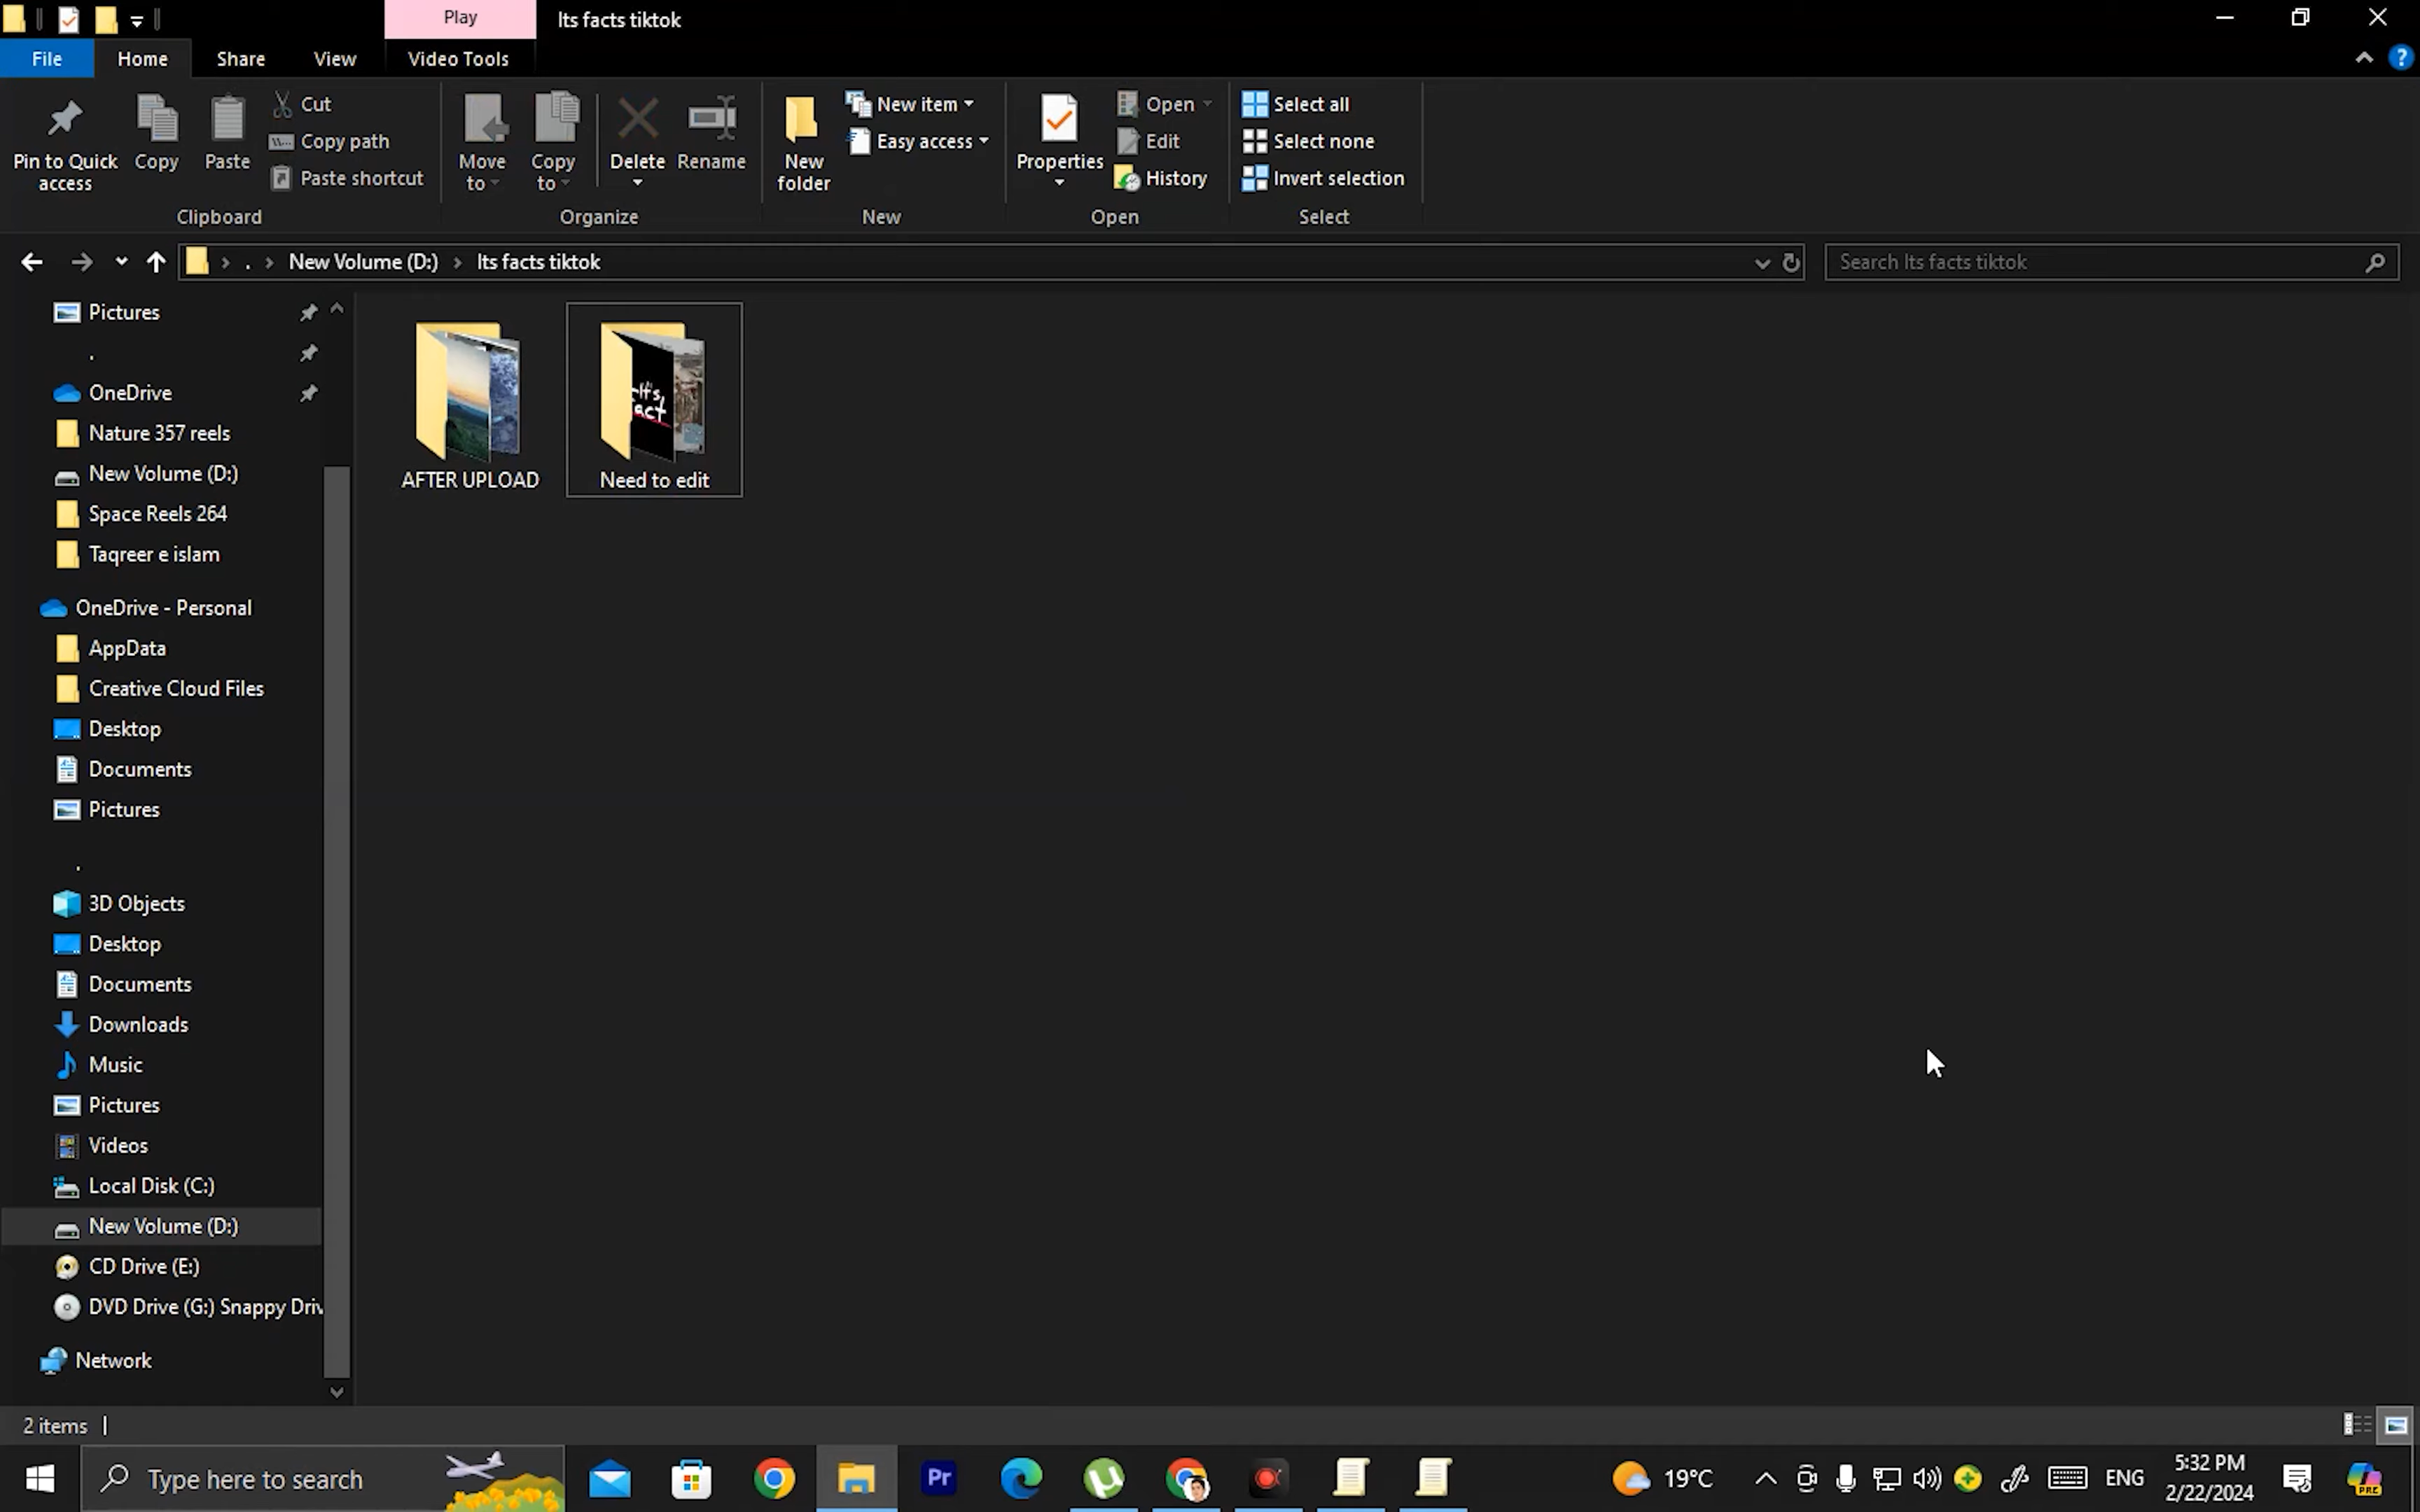 Play
Its facts tiktok
File
Home
Share
View
Video Tools
Pin to Quick access
Copy
Paste
Cut
Copy path
Paste shortcut
Clipboard
Move to
Copy to
Delete
Rename
Organize
New folder
New item
Easy access
New
Properties
Open
Edit
History
Open
Select all
Select none
Invert selection
Select
. New Volume (D:) Its facts tiktok
Search Its facts tiktok
Pictures
.
OneDrive
Nature 357 reels
New Volume (D:)
Space Reels 264
Taqreer e islam
OneDrive - Personal
AppData
Creative Cloud Files
Desktop
Documents
Pictures
.
3D Objects
Desktop
Documents
Downloads
Music
Pictures
Videos
Local Disk (C:)
New Volume (D:)
CD Drive (E:)
DVD Drive (G:) Snappy Driv
Network
AFTER UPLOAD
It's,
act
Need to edit
2 items
Type here to search
Pr
19°C
ENG
5:32 PM
2/22/2024
PRE